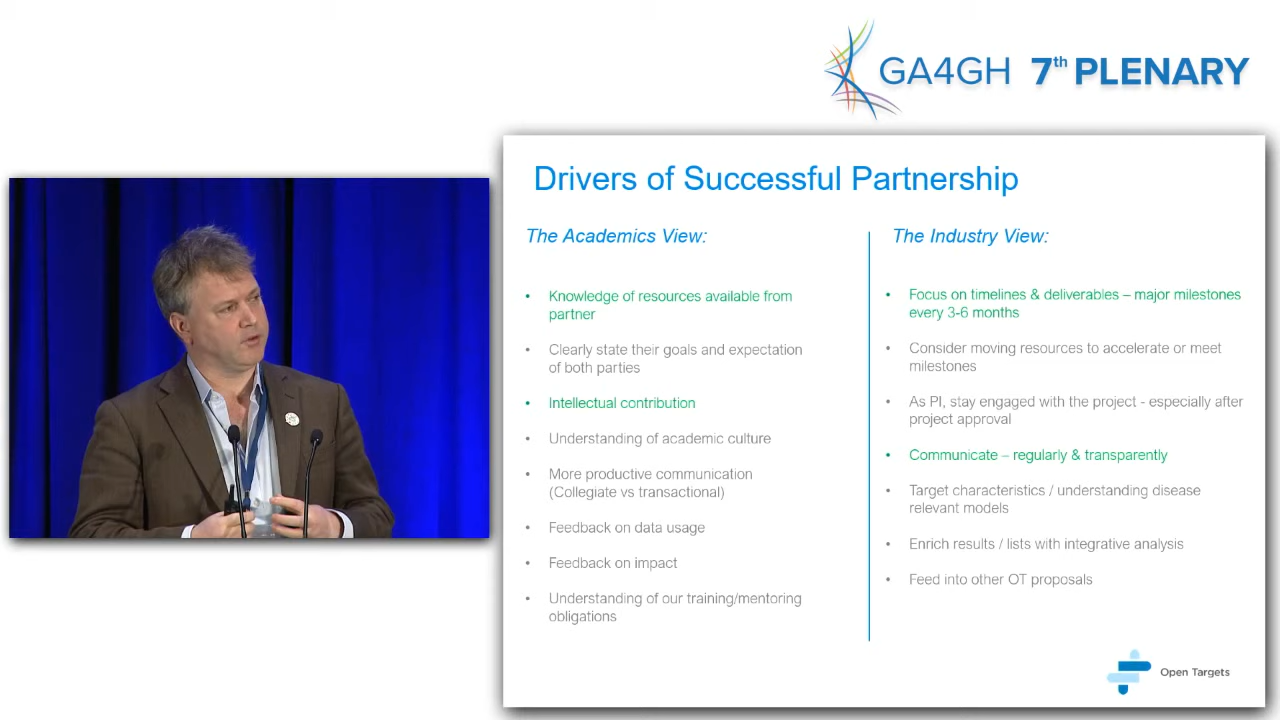 GA4GH 7th PLENARY
Drivers of Successful Partnership
The Academics View:
• Knowledge of resources available from
partner
• Clearly state their goals and expectation
of both parties
• Intellectual contribution
• Understanding of academic culture
• More productive communication
(Collegiate vs transactional)
• Feedback on data usage
• Feedback on impact
• Understanding of our training/mentoring
obligations
The Industry View:
• Focus on timelines & deliverables – major milestones
every 3-6 months
• Consider moving resources to accelerate or meet
milestones
• As PI, stay engaged with the project - especially after
project approval
• Communicate – regularly & transparently
• Target characteristics / understanding disease
relevant models
• Enrich results / lists with integrative analysis
• Feed into other OT proposals
Open Targets